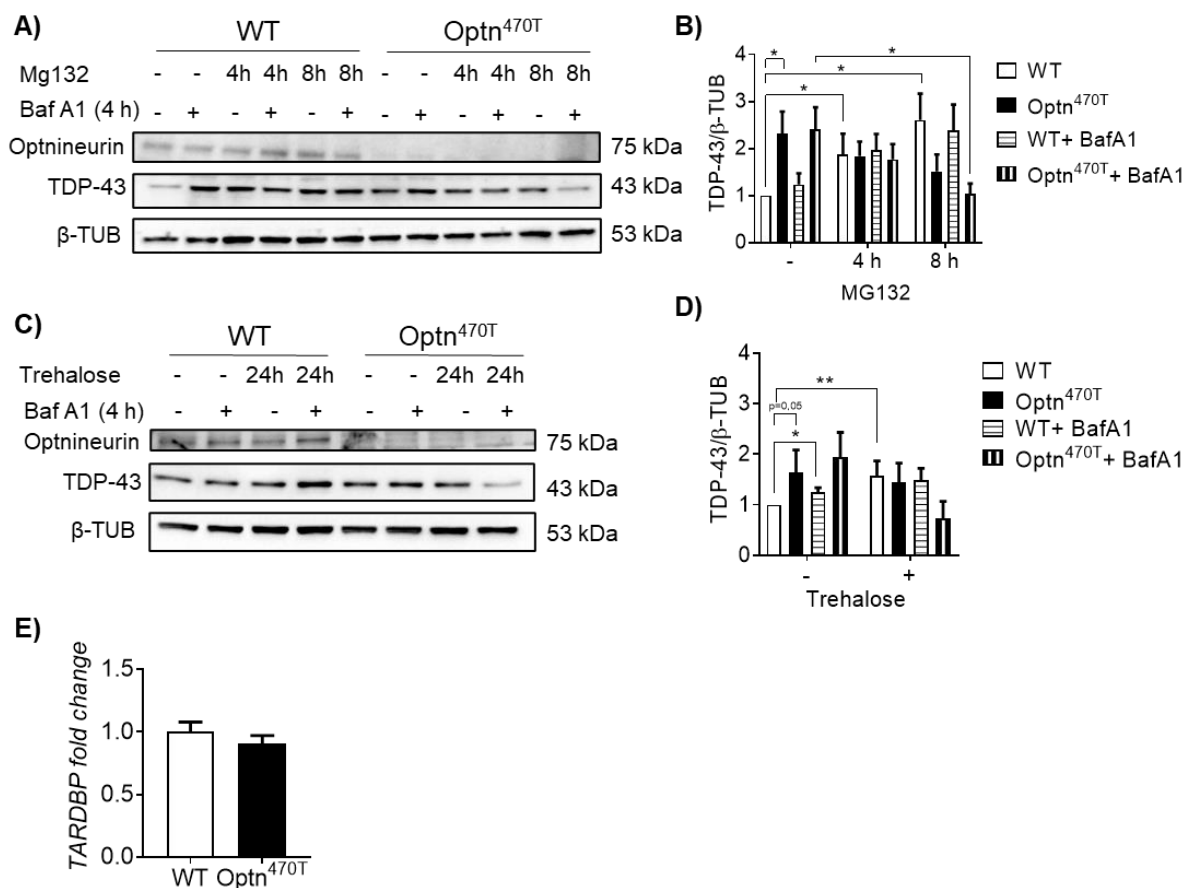 A)
WT Optn470T
Mg132 - - 4h 4h 8h 8h - - 4h 4h 8h 8h
Baf A1 (4 h) - + - + - + - + - + - +
Optnineurin 75 kDa
TDP-43 43 kDa
β-TUB 53 kDa
B)
TDP-43/β-TUB
4
3
2
1
0
* * * *
- 4 h 8 h
MG132
WT
Optn470T
WT+ BafA1
Optn470T+ BafA1
C)
WT Optn470T
Trehalose - - 24h 24h - - 24h 24h
Baf A1 (4 h) - + - + - + - +
Optnineurin 75 kDa
TDP-43 43 kDa
β-TUB 53 kDa
D)
TDP-43/β-TUB
4
3
2
1
0
**
p=0,05
*
- +
Trehalose
WT
Optn470T
WT+ BafA1
Optn470T+ BafA1
E)
TARDBP fold change
1.5
1.0
0.5
0.0
WT Optn470T